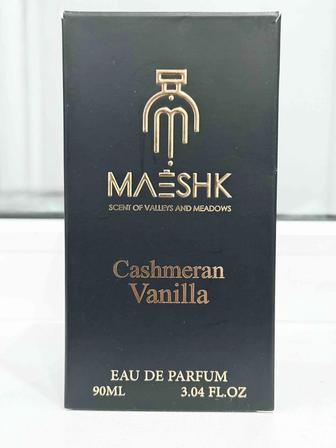 MAESHK
SCENT OF VALLEYS AND MEADOWS
Cashmeran
Vanilla
EAU DE PARFUM
90ML 3.04 FL.OZ